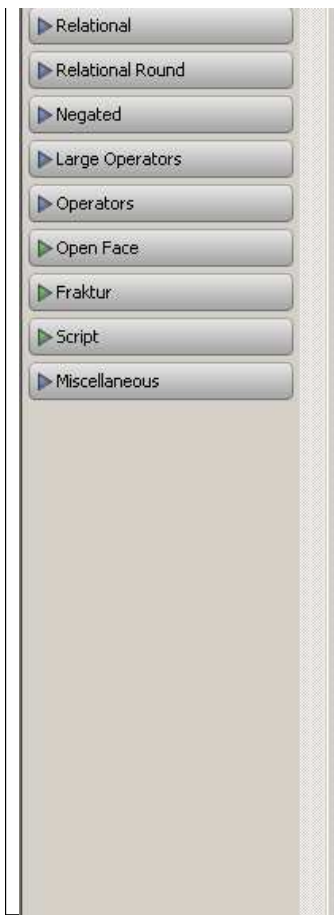 Relational
Relational Round
Negated
Large Operators
Operators
Open Face
Fraktur
Script
Miscellaneous